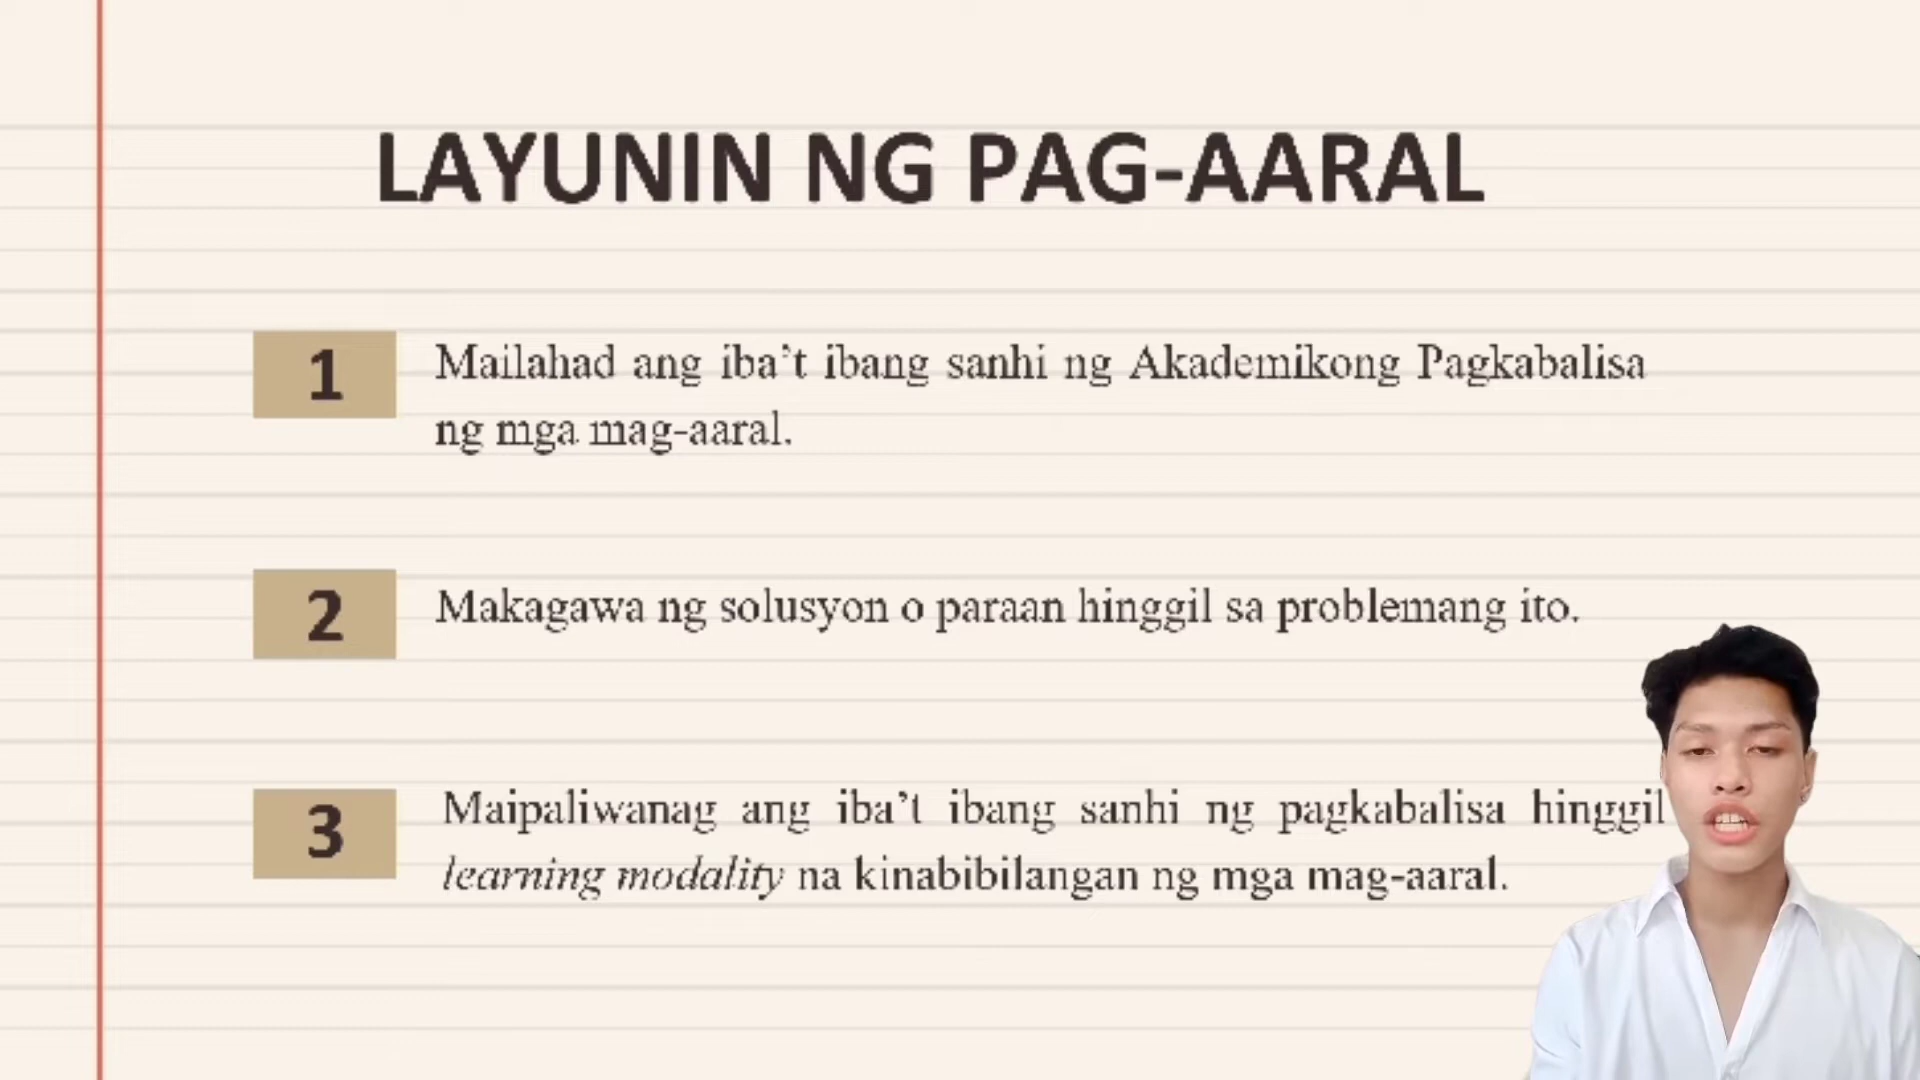 LAYUNIN NG PAG-AARAL
1
Mailahad ang iba’t ibang sanhi ng Akademikong Pagkabalisa
ng mga mag-aaral.
2
Makagawa ng solusyon o paraan hinggil sa problemang ito.
3
Maipaliwanag ang iba’t ibang sanhi ng pagkabalisa hinggil
learning modality na kinabibilangan ng mga mag-aaral.